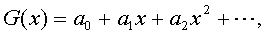 G(x) = a₀ + a₁x + a₂x² + ⋯,